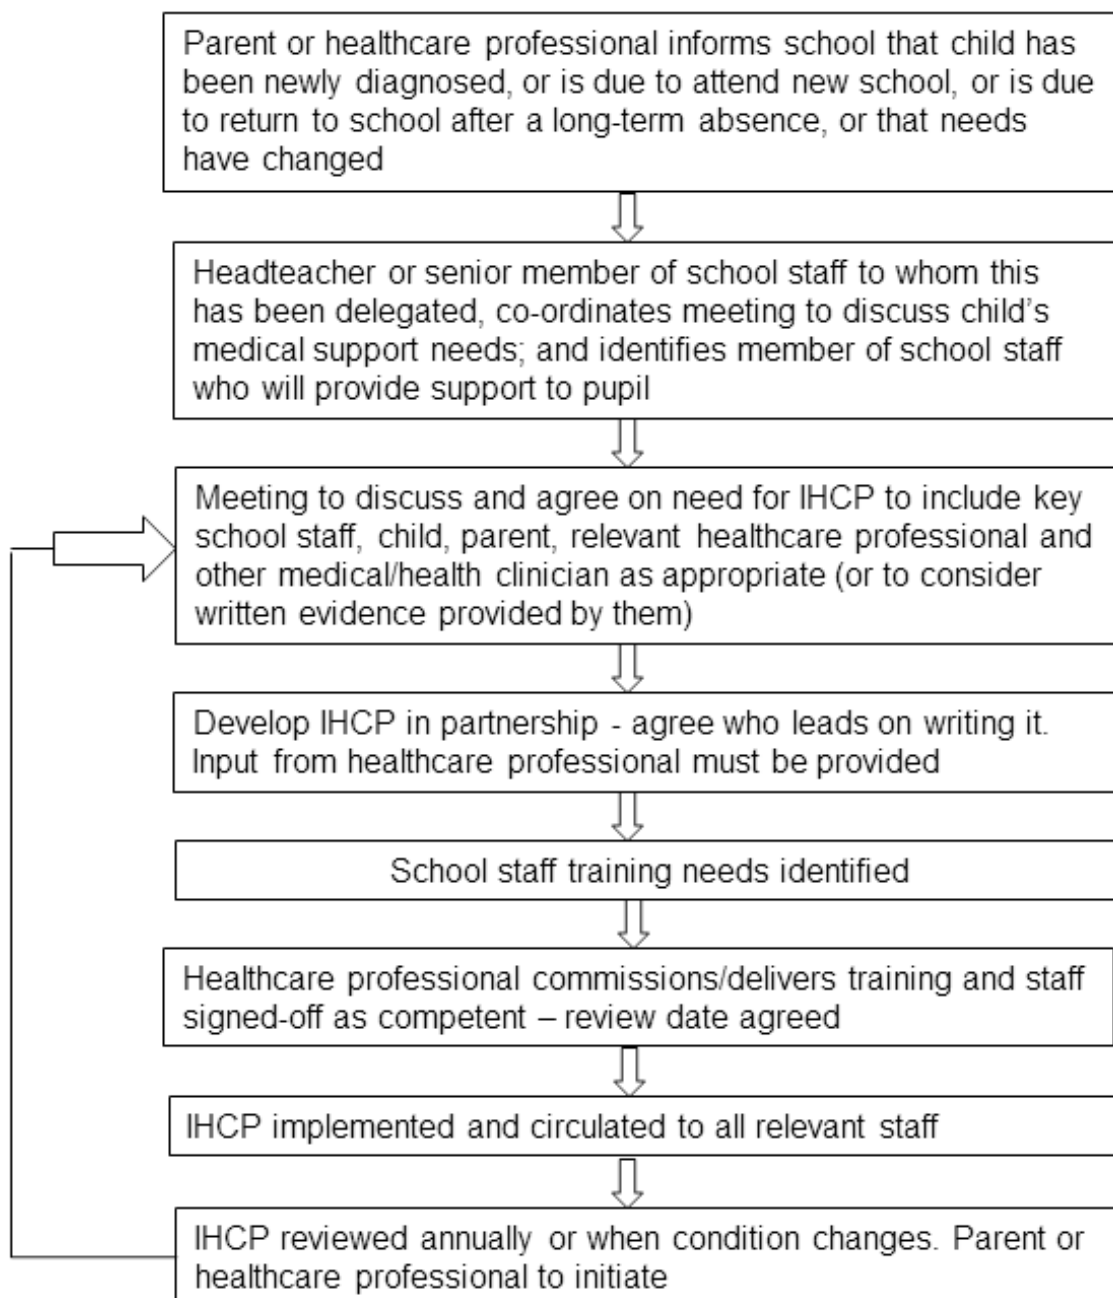 Parent or healthcare professional informs school that child has
been newly diagnosed, or is due to attend new school, or is due
to return to school after a long-term absence, or that needs
have changed
Headteacher or senior member of school staff to whom this
has been delegated, co-ordinates meeting to discuss child’s
medical support needs; and identifies member of school staff
who will provide support to pupil
Meeting to discuss and agree on need for IHCP to include key
school staff, child, parent, relevant healthcare professional and
other medical/health clinician as appropriate (or to consider
written evidence provided by them)
Develop IHCP in partnership - agree who leads on writing it.
Input from healthcare professional must be provided
School staff training needs identified
Healthcare professional commissions/delivers training and staff
signed-off as competent – review date agreed
IHCP implemented and circulated to all relevant staff
IHCP reviewed annually or when condition changes. Parent or
healthcare professional to initiate